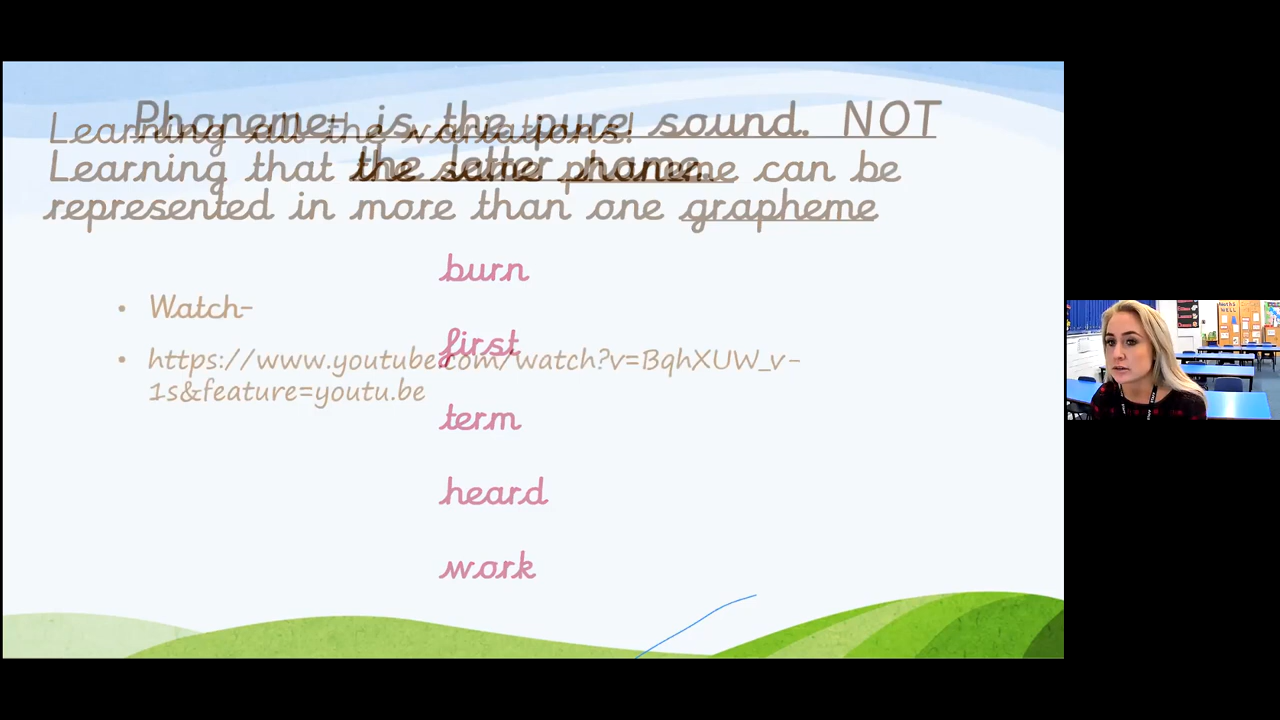 Phoneme- is the pure sound. NOT
the letter name.
Learning all the variations!
Learning that the same phoneme can be
represented in more than one grapheme
burn
• Watch-
first
• https://www.youtube.com/watch?v=BqhXUW_v-
1s&feature=youtu.be
term
heard
work